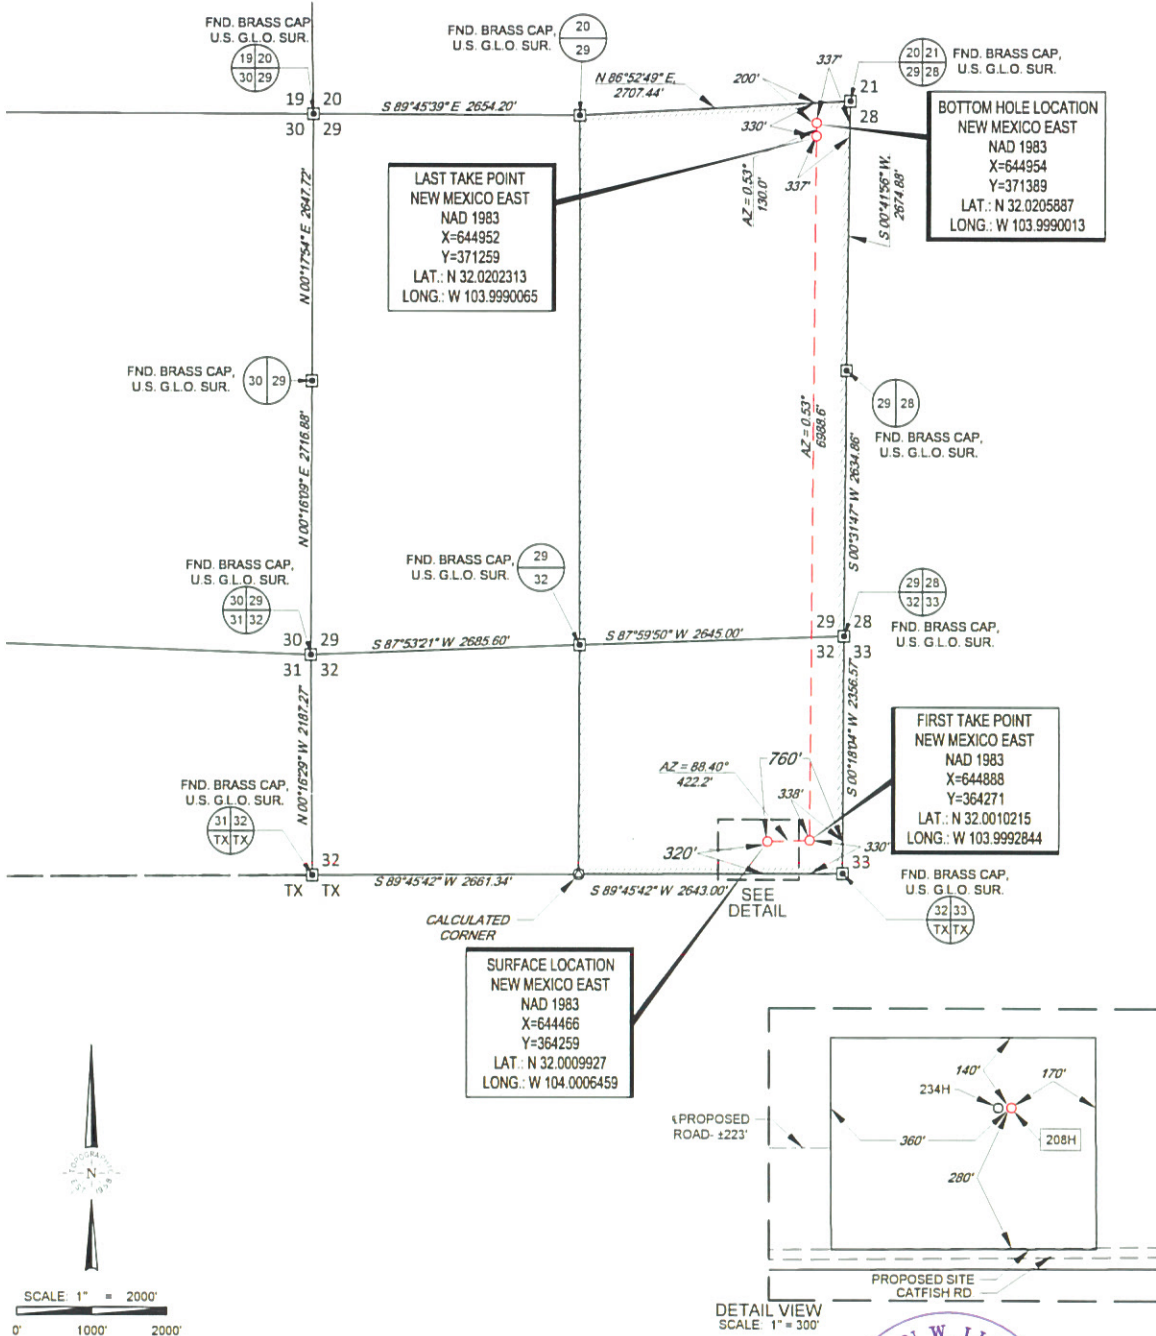 FND. BRASS CAP,
U.S. G.L.O. SUR.
19 20
30 29
FND. BRASS CAP,
U.S. G.L.O. SUR.
20
29
20 21
29 28
FND. BRASS CAP,
U.S. G.L.O. SUR.
19 20
30 29
S 89°45'39" E 2654.20'
N 86°52'49" E,
2707.44'
200'
337'
21
28
330'
337'
AZ = 0.53°
130.0'
S 00°41'56" W,
2674.88'
BOTTOM HOLE LOCATION
NEW MEXICO EAST
NAD 1983
X=644954
Y=371389
LAT.: N 32.0205887
LONG.: W 103.9990013
LAST TAKE POINT
NEW MEXICO EAST
NAD 1983
X=644952
Y=371259
LAT.: N 32.0202313
LONG.: W 103.9990065
N 00°17'54" E 2647.72'
FND. BRASS CAP,
U.S. G.L.O. SUR.
30 29
29 28
FND. BRASS CAP,
U.S. G.L.O. SUR.
AZ = 0.53°
6988.6'
N 00°16'09" E 2716.88'
S 00°31'47" W 2634.86'
FND. BRASS CAP,
U.S. G.L.O. SUR.
30 29
31 32
FND. BRASS CAP,
U.S. G.L.O. SUR.
29
32
29 28
32 33
FND. BRASS CAP,
U.S. G.L.O. SUR.
30 29
31 32
S 87°53'21" W 2685.60'
S 87°59'50" W 2645.00'
29 28
32 33
N 00°16'29" W 2187.27'
S 00°18'04" W 2356.57'
FIRST TAKE POINT
NEW MEXICO EAST
NAD 1983
X=644888
Y=364271
LAT.: N 32.0010215
LONG.: W 103.9992844
FND. BRASS CAP,
U.S. G.L.O. SUR.
31 32
TX TX
AZ = 88.40°
422.2'
760'
338'
320'
330'
32
TX TX
S 89°45'42" W 2661.34'
S 89°45'42" W 2643.00'
33
SEE
DETAIL
FND. BRASS CAP,
U.S. G.L.O. SUR.
32 33
TX TX
CALCULATED
CORNER
SURFACE LOCATION
NEW MEXICO EAST
NAD 1983
X=644466
Y=364259
LAT.: N 32.0009927
LONG.: W 104.0006459
140'
170'
234H
208H
360'
280'
PROPOSED
ROAD- ±223'
PROPOSED SITE
CATFISH RD
DETAIL VIEW
SCALE: 1" = 300'
N
SCALE: 1" = 2000'
0' 1000' 2000'